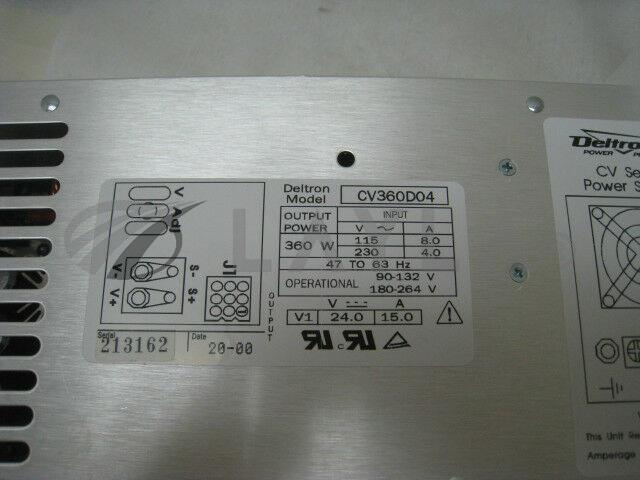 Deltron
Model
CV360D04
OUTPUT
POWER
INPUT
V ~ A
360 W
115 8.0
230 4.0
47 TO 63 Hz
OPERATIONAL
90-132 V
180-264 V
V A
V1 24.0 15.0
V
Adj
V-
V+
S-
S+
J1
OUTPUT
Serial
213162
Date
20-00
Deltron
POWER
CV Se
Power S
This Unit Re
Amperage